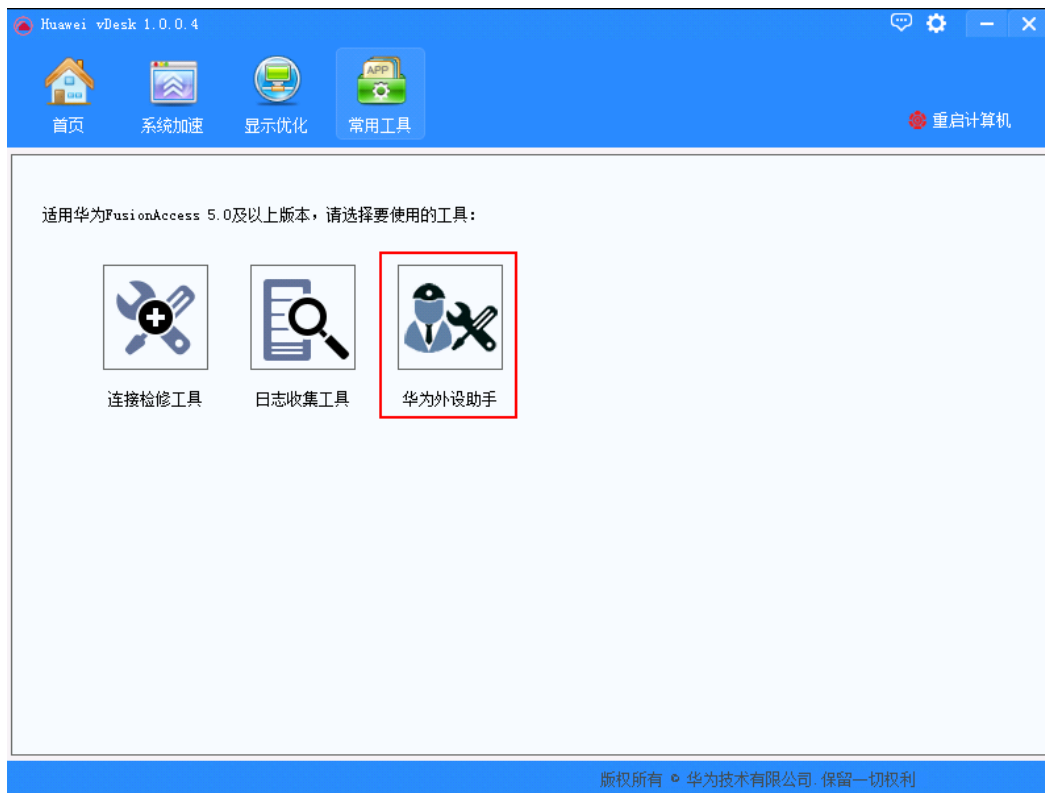 Huawei vDesk 1.0.0.4
首页 系统加速 显示优化 APP 常用工具 重启计算机
适用华为FusionAccess 5.0及以上版本，请选择要使用的工具：
连接检修工具 日志收集工具 华为外设助手
版权所有 © 华为技术有限公司.保留一切权利